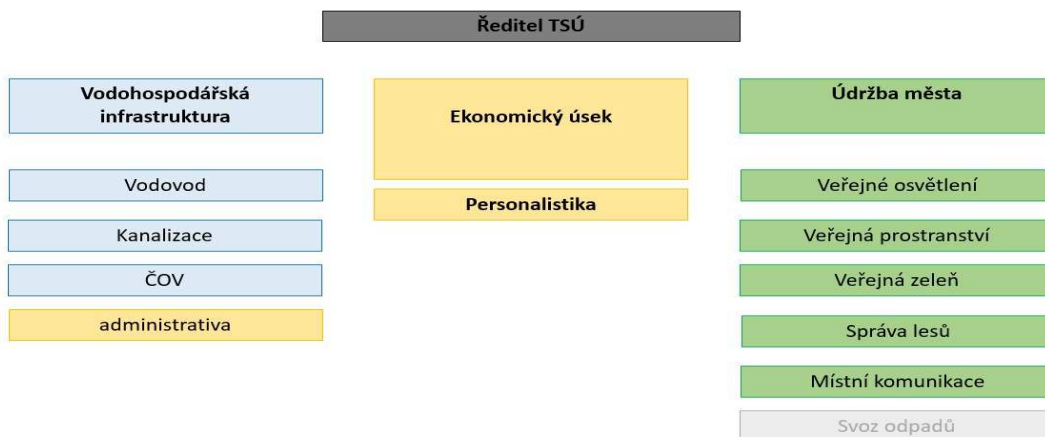 Ředitel TSÚ
Vodohospodářská
infrastruktura
Vodovod
Kanalizace
ČOV
administrativa
Ekonomický úsek
Personalistika
Údržba města
Veřejné osvětlení
Veřejná prostranství
Veřejná zeleň
Správa lesů
Místní komunikace
Svoz odpadů